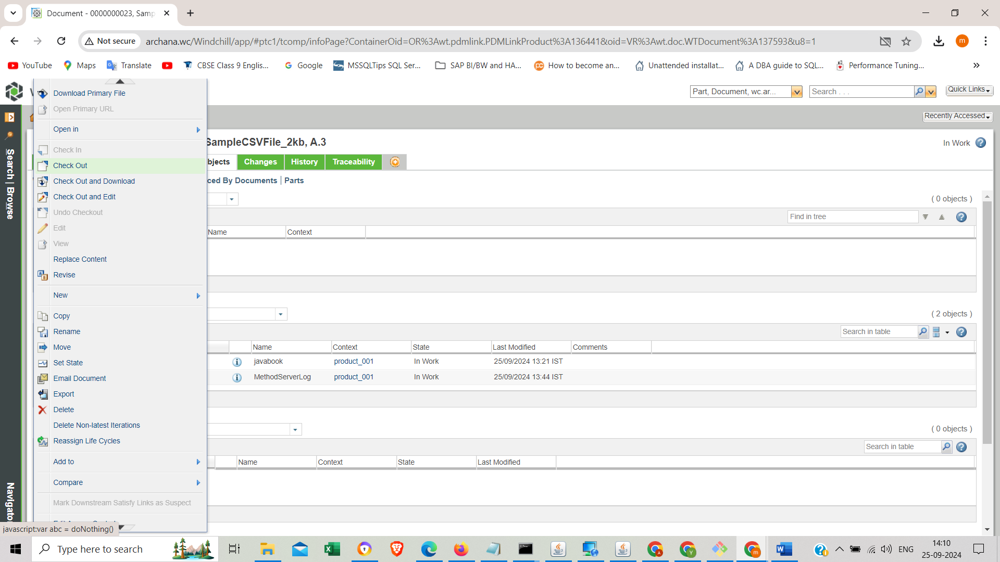 Document - 0000000023, Samp
Not secure
archana.wc/Windchill/app/#ptc1/tcomp/infoPage?ContainerOid=OR%3Awt.pdmlink.PDMLinkProduct%3A136441&oid=VR%3Awt.doc.WTDocument%3A137593&u8=1
m
YouTube
Maps
Translate
CBSE Class 9 Englis...
Google
MSSQLTips SQL Ser...
SAP BI/BW and HA...
How to become an...
Unattended installat...
A DBA guide to SQL...
Performance Tuning...
Part, Document, wc.ar...
Search . . .
Quick Links
Recently Accessed
Search | Browse
Navigator
Download Primary File
Open Primary URL
Open in
Check In
Check Out
Check Out and Download
Check Out and Edit
Undo Checkout
Edit
View
Replace Content
Revise
New
Copy
Rename
Move
Set State
Email Document
Export
Delete
Delete Non-latest Iterations
Reassign Life Cycles
Add to
Compare
Mark Downstream Satisfy Links as Suspect
javascript:var abc = doNothing()
SampleCSVFile_2kb, A.3
In Work
bjects
Changes
History
Traceability
ced By Documents | Parts
( 0 objects )
Find in tree
Name Context
( 2 objects )
Search in table
Name Context State Last Modified Comments
javabook product_001 In Work 25/09/2024 13:21 IST
MethodServerLog product_001 In Work 25/09/2024 13:44 IST
( 0 objects )
Search in table
Name Context State Last Modified
Type here to search
ENG
14:10
25-09-2024